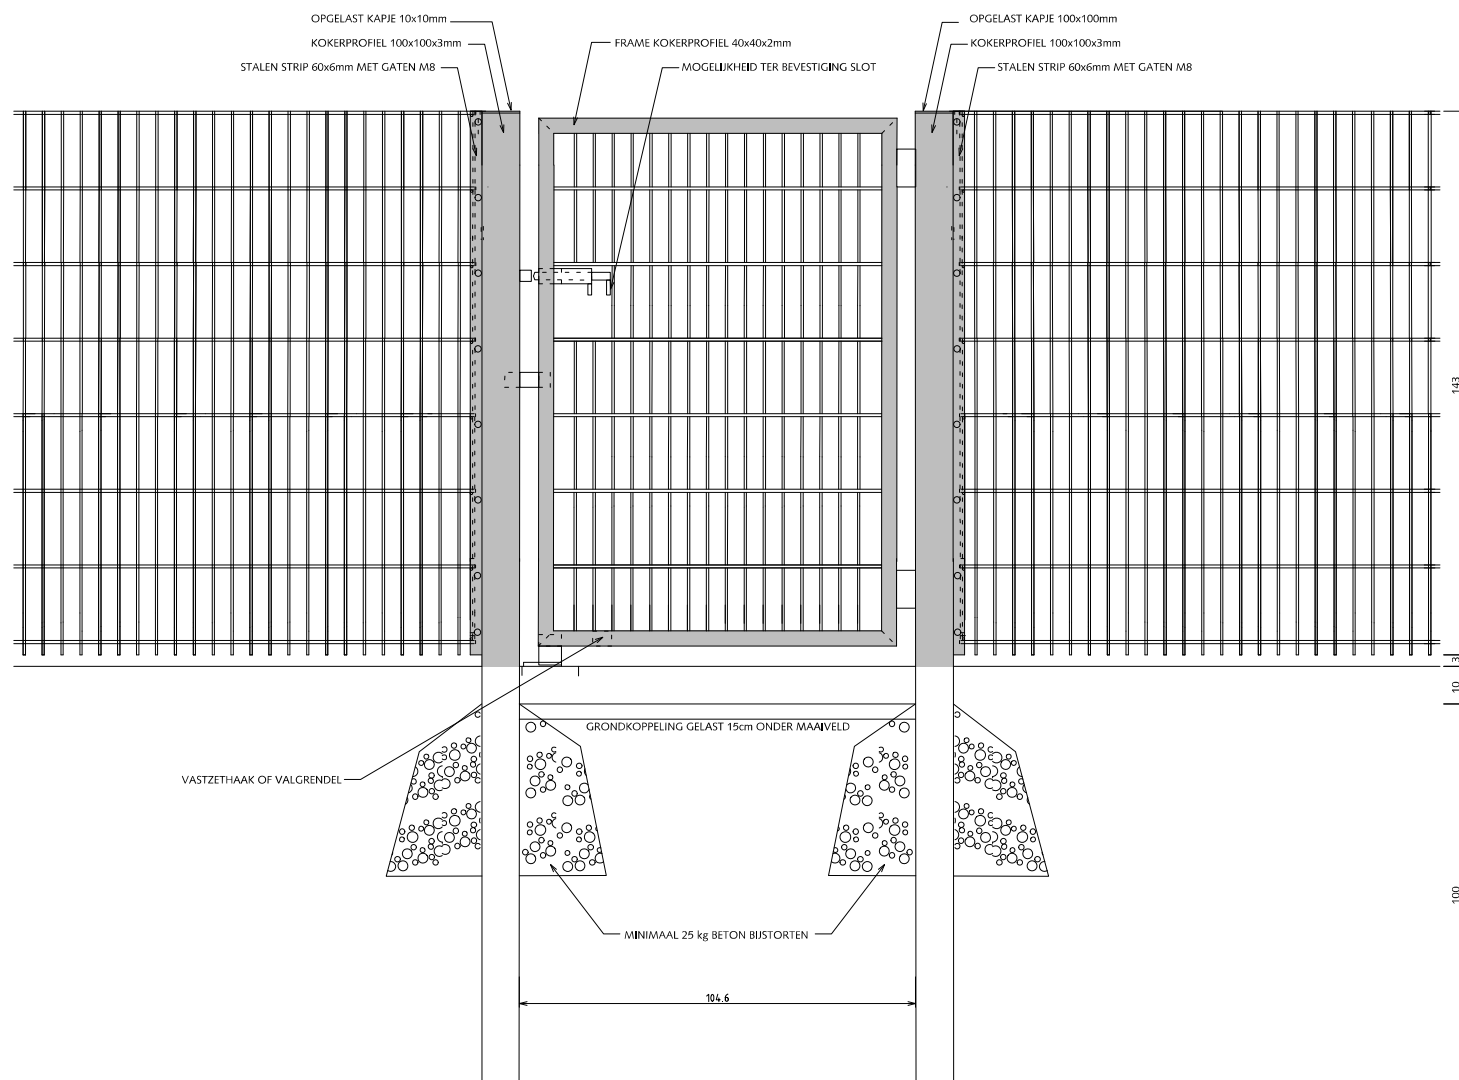 OPGELAST KAPJE 10x10mm
OPGELAST KAPJE 100x100mm
KOKERPROFIEL 100x100x3mm
FRAME KOKERPROFIEL 40x40x2mm
KOKERPROFIEL 100x100x3mm
STALEN STRIP 60x6mm MET GATEN M8
MOGELIJKHEID TER BEVESTIGING SLOT
STALEN STRIP 60x6mm MET GATEN M8
143
3
10
GRONDKOPPELING GELAST 15cm ONDER MAAIVELD
VASTZETHAAK OF VALGRENDEL
100
MINIMAAL 25 kg BETON BIJSTORTEN
104.6